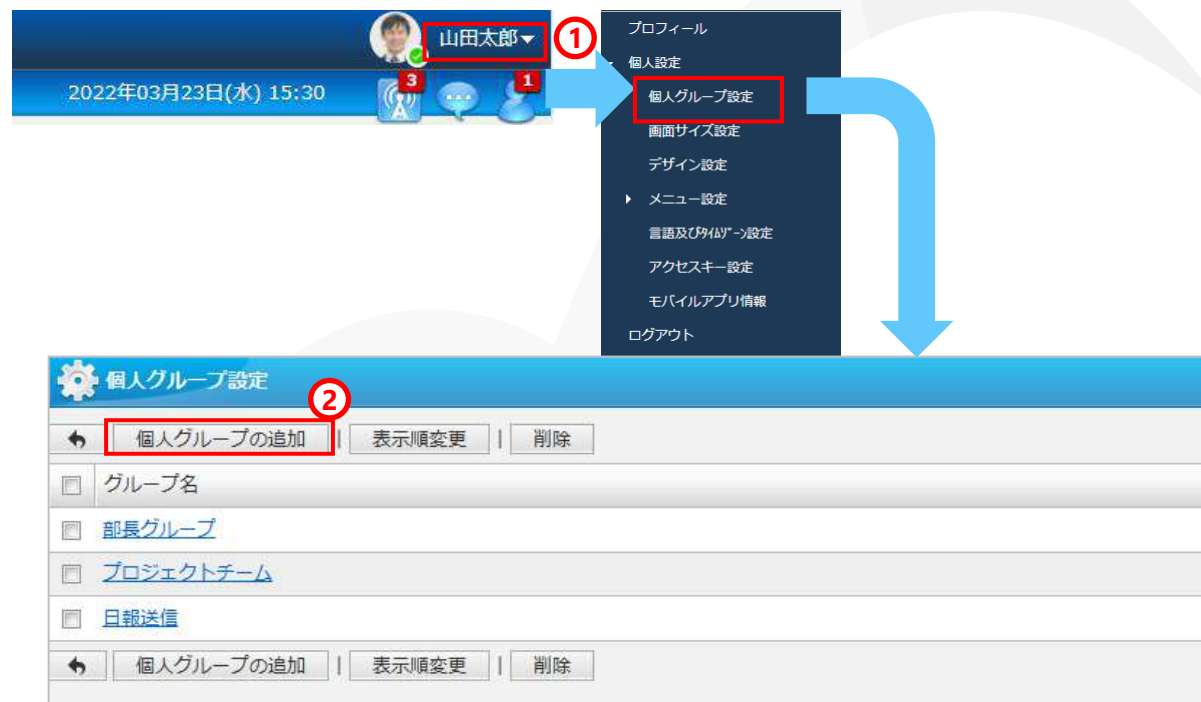 山田太郎▼
①
2022年03月23日(水) 15:30
3
1
プロフィール
個人設定
個人グループ設定
画面サイズ設定
デザイン設定
メニュー設定
言語及びﾀｲﾑｿﾞｰﾝ設定
アクセスキー設定
モバイルアプリ情報
ログアウト
個人グループ設定
②
個人グループの追加 | 表示順変更 | 削除
グループ名
部長グループ
プロジェクトチーム
日報送信
個人グループの追加 | 表示順変更 | 削除